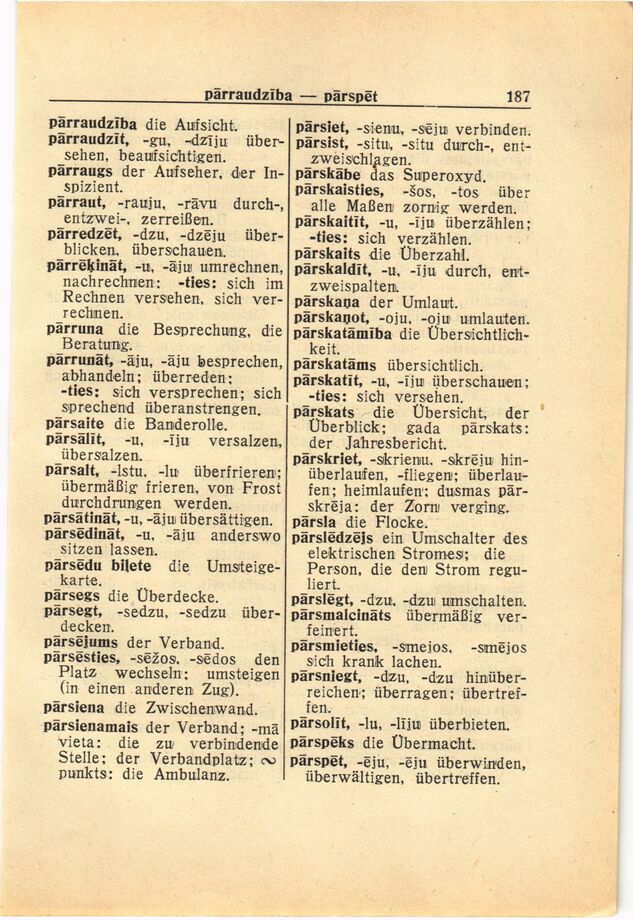 pārraudzība — pārspēt 187
pārraudzība die Aufsicht.
pārraudzīt, -gu, -dzīju über-
sehen, beaufsichtigen.
pārraugs der Aufseher, der In-
spizient.
pārraut, -rauju, -rāvu durch-,
entzwei-, zerreißen.
pārredzēt, -dzu, -dzēju über-
blicken, überschauen.
pārrēķināt, -u, -āju umrechnen,
nachrechnen; -ties: sich im
Rechnen versehen, sich ver-
rechnen.
pārruna die Besprechung, die
Beratung.
pārrunāt, -āju, -āju besprechen,
abhandeln; überreden;
-ties: sich versprechen; sich
sprechend überanstrengen.
pārsaite die Banderolle.
pārsālīt, -u, -īju versalzen,
übersalzen.
pārsalt, -lstu, -lu überfrieren;
übermäßig frieren, von Frost
durchdrungen werden.
pārsātināt, -u, -āju übersättigen.
pārsēdināt, -u, -āju anderswo
sitzen lassen.
pārsēdu biļete die Umsteige-
karte.
pārsegs die Überdecke.
pārsegt, -sedzu, -sedzu über-
decken.
pārsējums der Verband.
pārsēsties, -sēžos, -sēdos den
Platz wechseln; umsteigen
(in einen anderen Zug).
pārsiena die Zwischenwand.
pārsienamais der Verband; -mā
vieta: die zu verbindende
Stelle; der Verbandplatz; ∾
punkts: die Ambulanz.
pārsiet, -sienu, -sēju verbinden.
pārsist, -situ, -situ durch-, ent-
zweischlagen.
pārskābe das Superoxyd.
pārskaisties, -šos, -tos über
alle Maßen zornig werden.
pārskaitīt, -u, -īju überzählen;
-ties: sich verzählen.
pārskaits die Überzahl.
pārskaldīt, -u, -īju durch, ent-
zweispalten.
pārskaņa der Umlaut.
pārskaņot, -oju, -oju umlauten.
pārskatāmība die Übersichtlich-
keit.
pārskatāms übersichtlich.
pārskatīt, -u, -īju überschauen;
-ties: sich versehen.
pārskats die Übersicht, der
Überblick; gada pārskats:
der Jahresbericht.
pārskriet, -skrienu, -skrēju hin-
überlaufen, -fliegen; überlau-
fen; heimlaufen; dusmas pār-
skrēja: der Zorn verging.
pārsla die Flocke.
pārslēdzējs ein Umschalter des
elektrischen Stromes; die
Person, die den Strom regu-
liert.
pārslēgt, -dzu, -dzu umschalten.
pārsmalcināts übermäßig ver-
feinert.
pārsmieties, -smejos, -smējos
sich krank lachen.
pārsniegt, -dzu, -dzu hinüber-
reichen; überragen; übertref-
fen.
pārsolīt, -lu, -līju überbieten.
pārspēks die Übermacht.
pārspēt, -ēju, -ēju überwinden,
überwältigen, übertreffen.